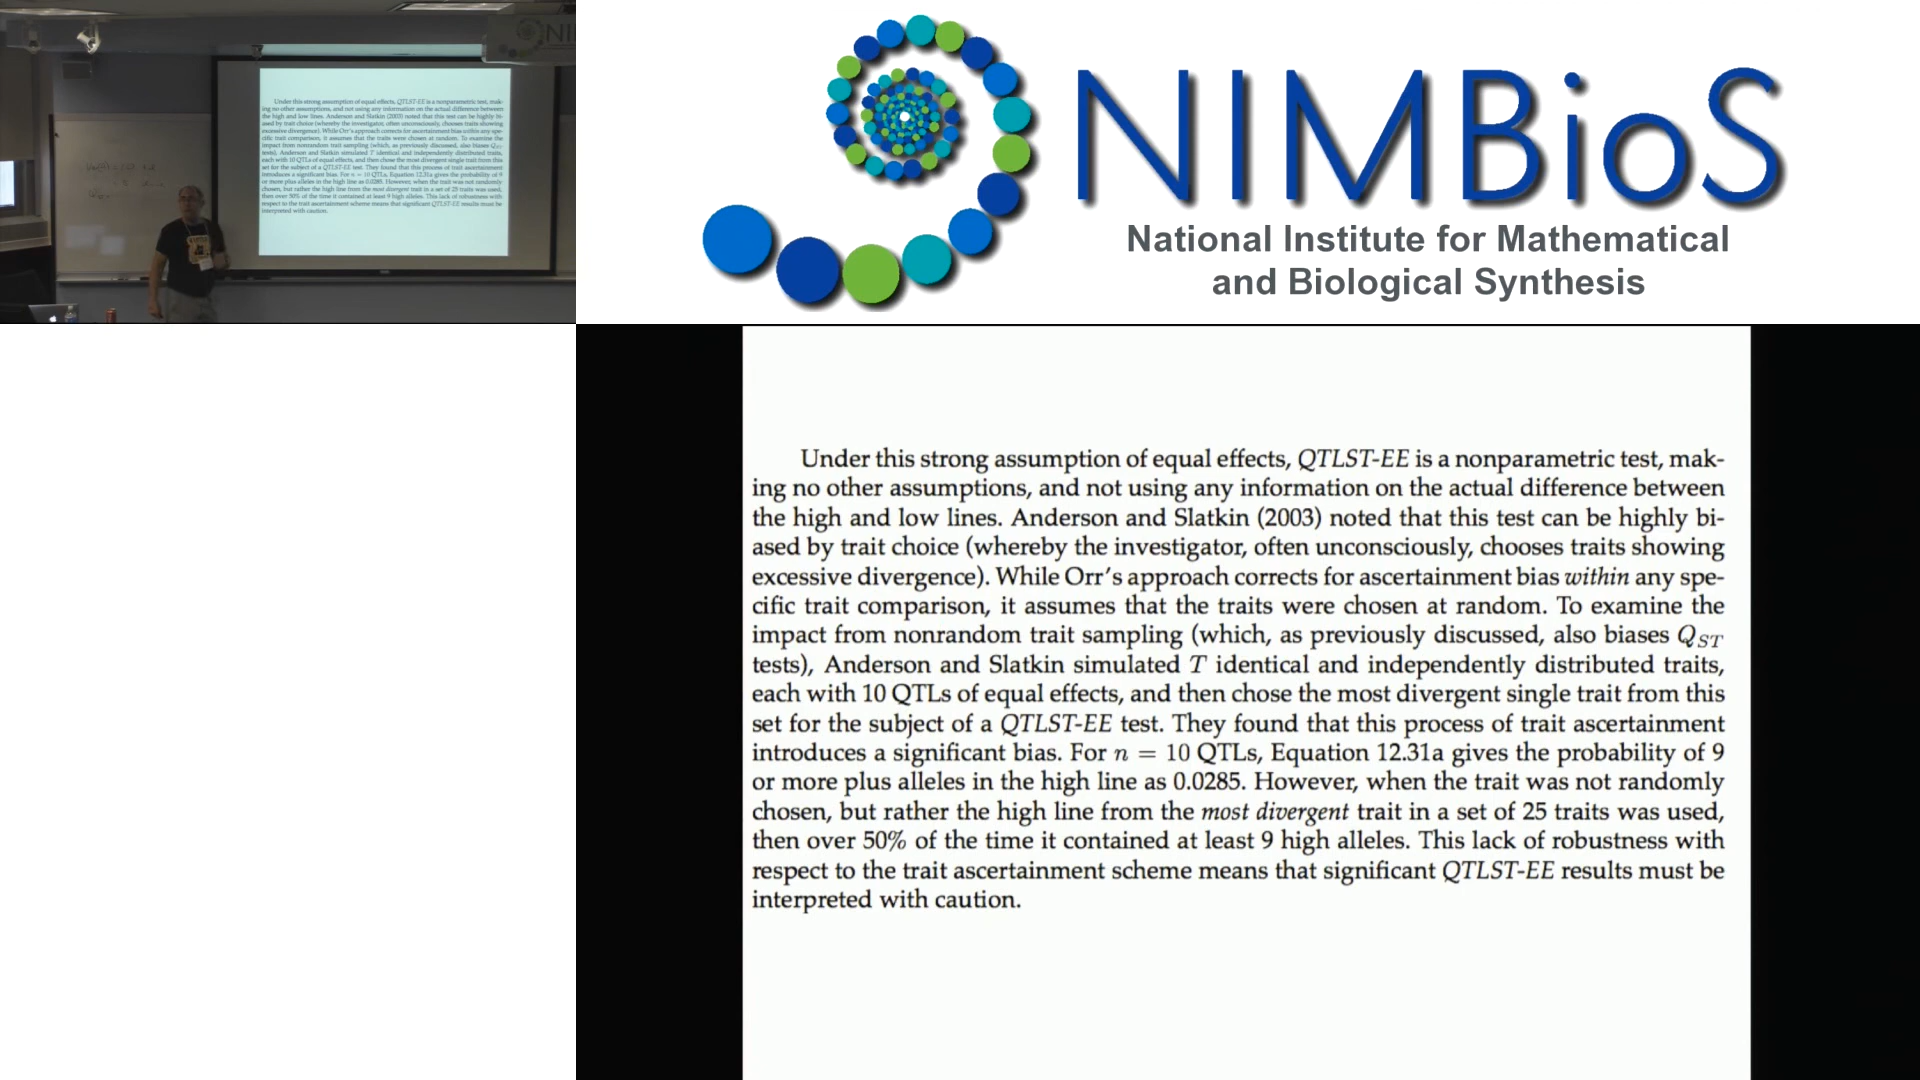 NIMBioS
National Institute for Mathematical
and Biological Synthesis
Under this strong assumption of equal effects, QTLST-EE is a nonparametric test, mak-
ing no other assumptions, and not using any information on the actual difference between
the high and low lines. Anderson and Slatkin (2003) noted that this test can be highly bi-
ased by trait choice (whereby the investigator, often unconsciously, chooses traits showing
excessive divergence). While Orr's approach corrects for ascertainment bias within any spe-
cific trait comparison, it assumes that the traits were chosen at random. To examine the
impact from nonrandom trait sampling (which, as previously discussed, also biases QST
tests), Anderson and Slatkin simulated T identical and independently distributed traits,
each with 10 QTLs of equal effects, and then chose the most divergent single trait from this
set for the subject of a QTLST-EE test. They found that this process of trait ascertainment
introduces a significant bias. For n = 10 QTLs, Equation 12.31a gives the probability of 9
or more plus alleles in the high line as 0.0285. However, when the trait was not randomly
chosen, but rather the high line from the most divergent trait in a set of 25 traits was used,
then over 50% of the time it contained at least 9 high alleles. This lack of robustness with
respect to the trait ascertainment scheme means that significant QTLST-EE results must be
interpreted with caution.